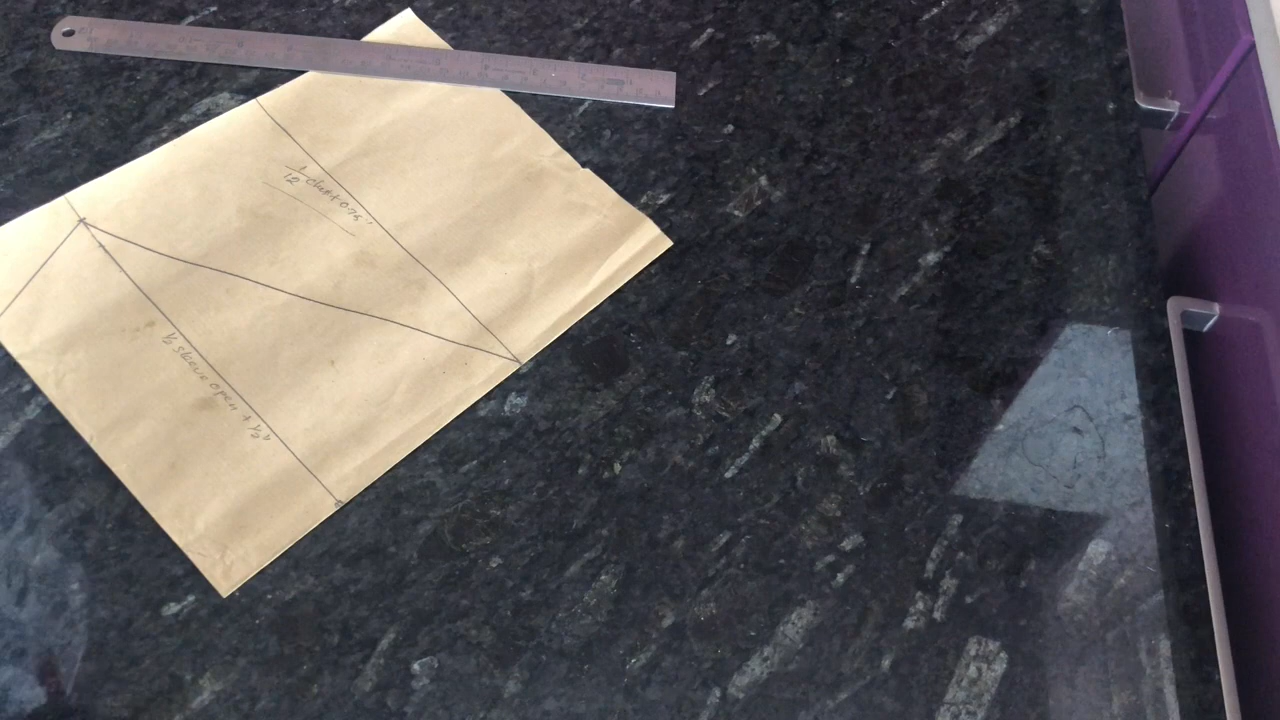 1/12 chest + 0.75"
1/2 sleeve open + 1/2"